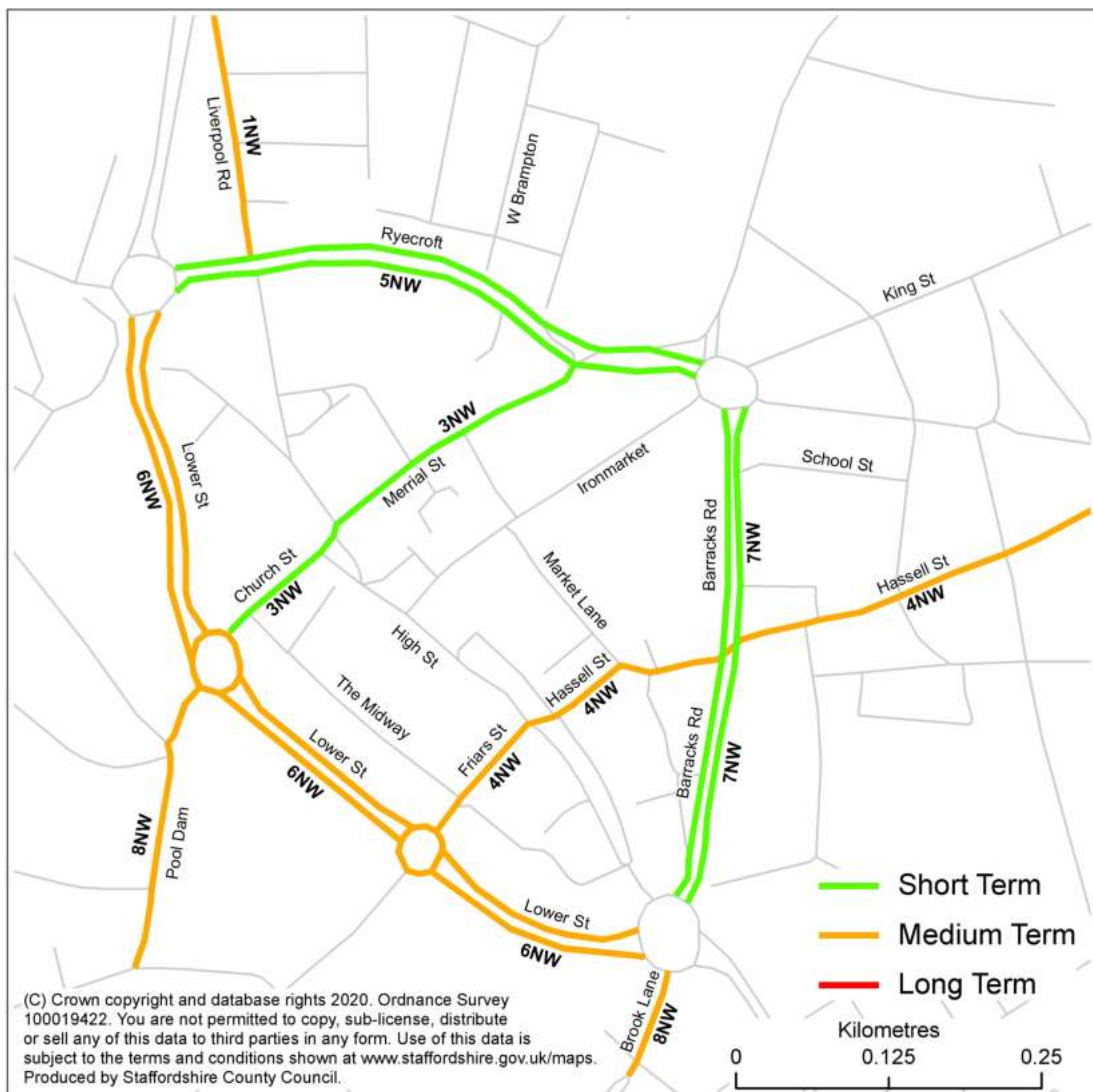 1NW
Liverpool Rd
W Brampton
Ryecroft
5NW
King St
3NW
Merrial St
Ironmarket
School St
Lower St
6NW
Barracks Rd
7NW
Church St
3NW
Market Lane
Hassell St
4NW
High St
Hassell St
4NW
The Midway
Friars St
4NW
Lower St
6NW
Barracks Rd
7NW
8NW
Pool Dam
Lower St
6NW
Brook Lane
8NW
Short Term
Medium Term
Long Term
(C) Crown copyright and database rights 2020. Ordnance Survey
100019422. You are not permitted to copy, sub-license, distribute
or sell any of this data to third parties in any form. Use of this data is
subject to the terms and conditions shown at www.staffordshire.gov.uk/maps.
Produced by Staffordshire County Council.
Kilometres
0 0.125 0.25